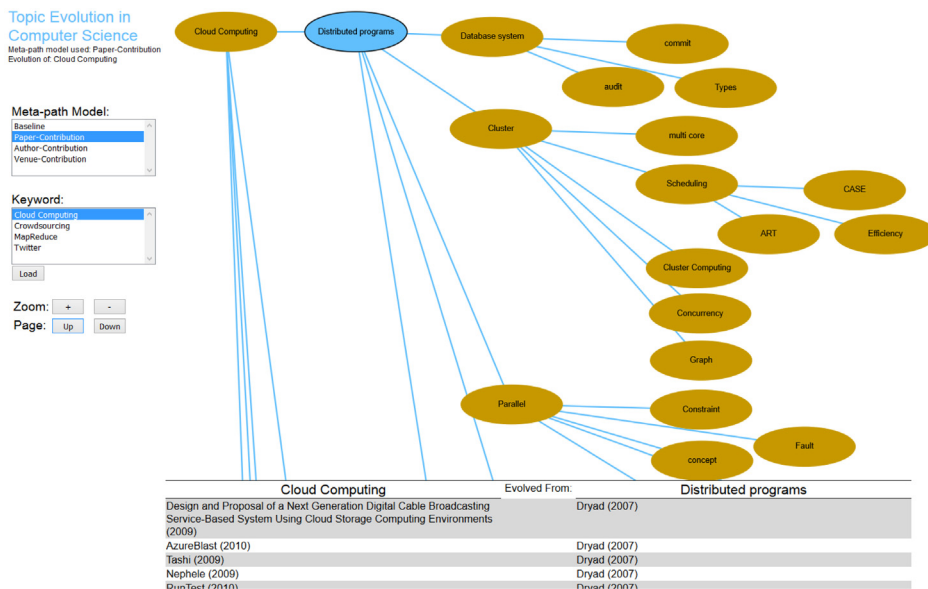 Topic Evolution in
Computer Science
Meta-path model used: Paper-Contribution
Evolution of: Cloud Computing
Meta-path Model:
Baseline
Paper-Contribution
Author-Contribution
Venue-Contribution
Keyword:
Cloud Computing
Crowdsourcing
MapReduce
Twitter
Load
Zoom: + -
Page: Up Down
Cloud Computing
Distributed programs
Database system
commit
audit
Types
Cluster
multi core
Scheduling
CASE
ART
Efficiency
Cluster Computing
Concurrency
Graph
Parallel
Constraint
Fault
concept
Cloud Computing Evolved From: Distributed programs
Design and Proposal of a Next Generation Digital Cable Broadcasting
Service-Based System Using Cloud Storage Computing Environments
(2009)
Dryad (2007)
AzureBlast (2010) Dryad (2007)
Tashi (2009) Dryad (2007)
Nephele (2009) Dryad (2007)
RunTest (2010) Dryad (2007)